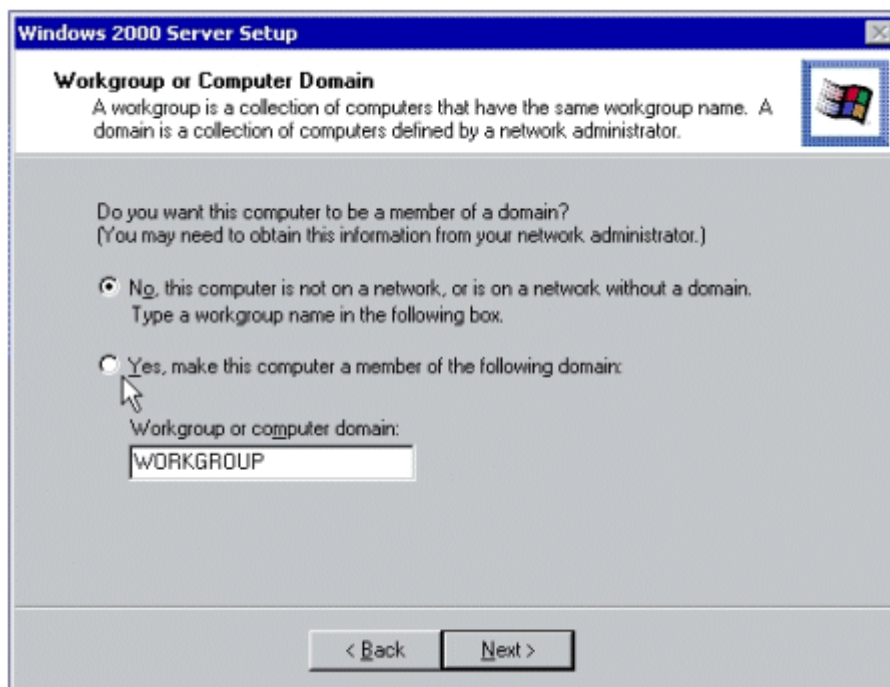 Windows 2000 Server Setup
Workgroup or Computer Domain
A workgroup is a collection of computers that have the same workgroup name. A
domain is a collection of computers defined by a network administrator.
Do you want this computer to be a member of a domain?
(You may need to obtain this information from your network administrator.)
No, this computer is not on a network, or is on a network without a domain.
Type a workgroup name in the following box.
Yes, make this computer a member of the following domain:
Workgroup or computer domain:
WORKGROUP
< Back
Next >